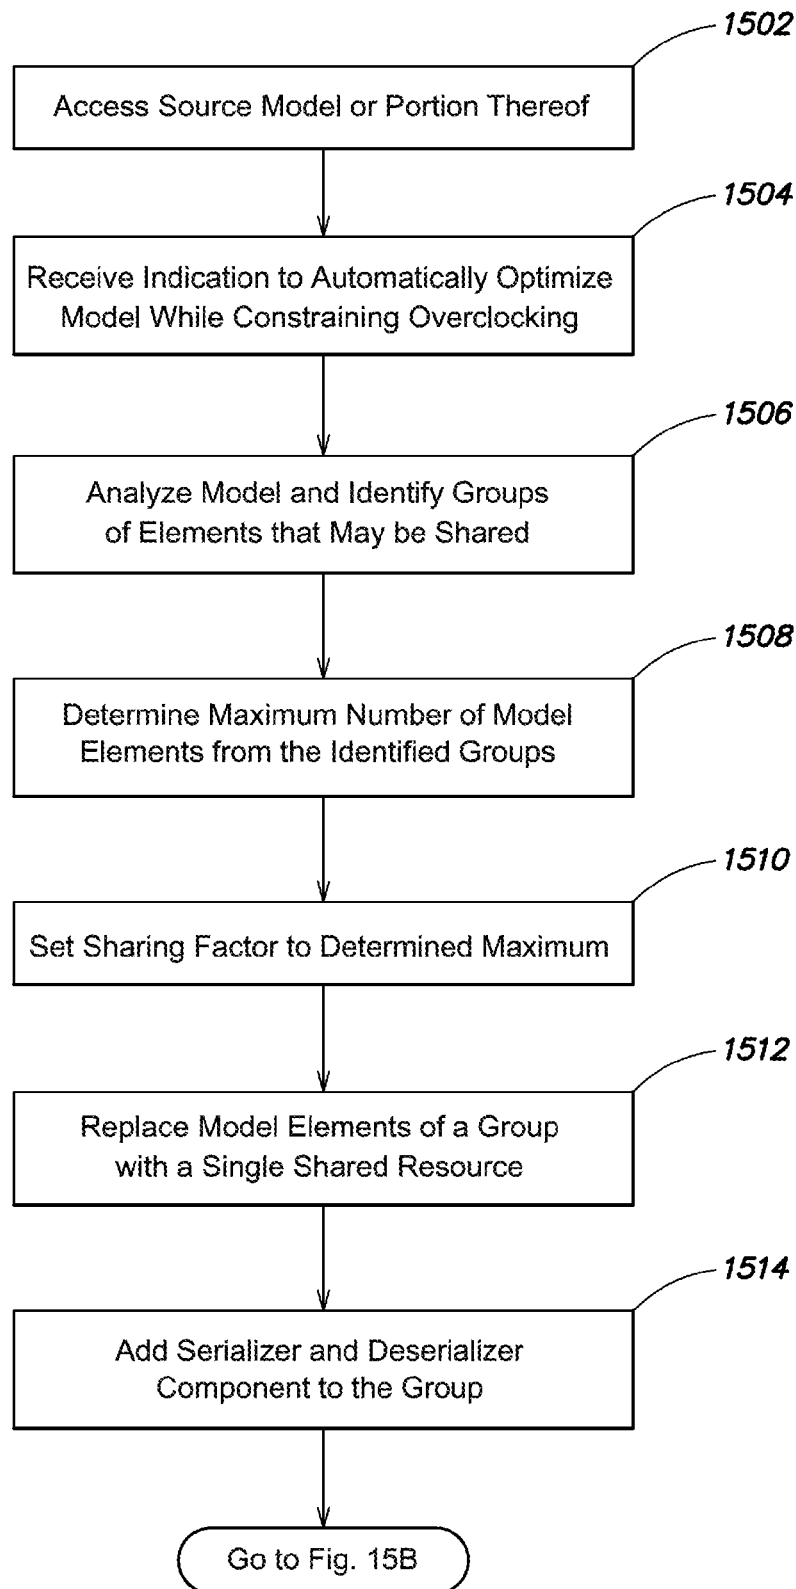 1502
Access Source Model or Portion Thereof
1504
Receive Indication to Automatically Optimize
Model While Constraining Overclocking
1506
Analyze Model and Identify Groups
of Elements that May be Shared
1508
Determine Maximum Number of Model
Elements from the Identified Groups
1510
Set Sharing Factor to Determined Maximum
1512
Replace Model Elements of a Group
with a Single Shared Resource
1514
Add Serializer and Deserializer
Component to the Group
Go to Fig. 15B